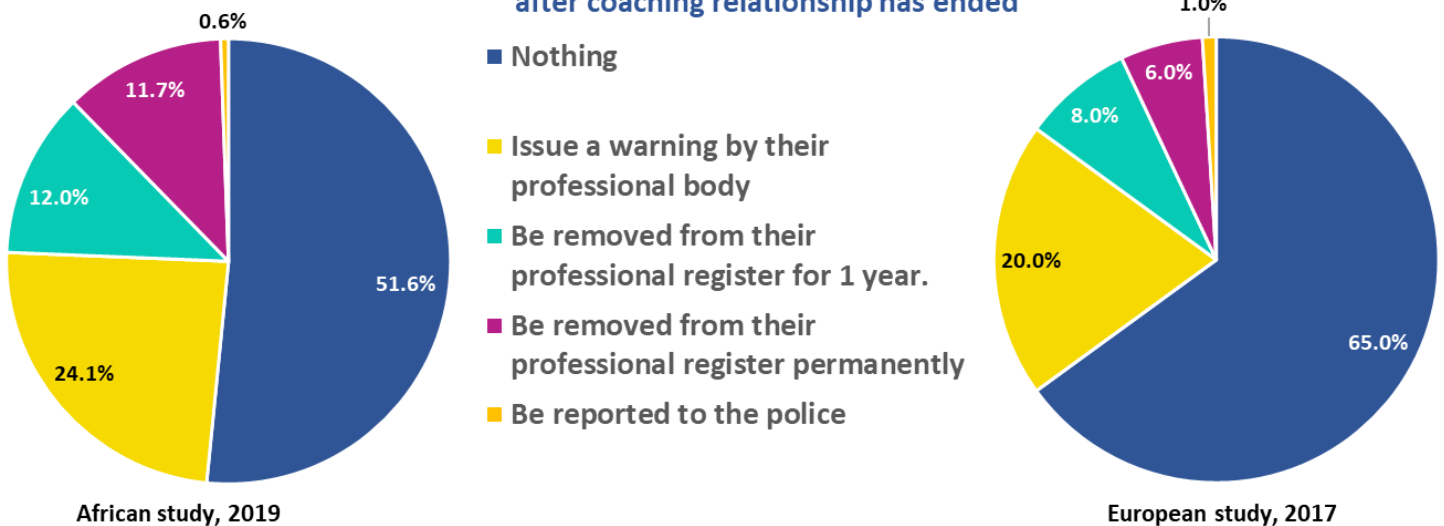 after coaching relationship has ended
0.6%
11.7%
12.0%
24.1%
51.6%
African study, 2019
Nothing
Issue a warning by their
professional body
Be removed from their
professional register for 1 year.
Be removed from their
professional register permanently
Be reported to the police
1.0%
6.0%
8.0%
20.0%
65.0%
European study, 2017